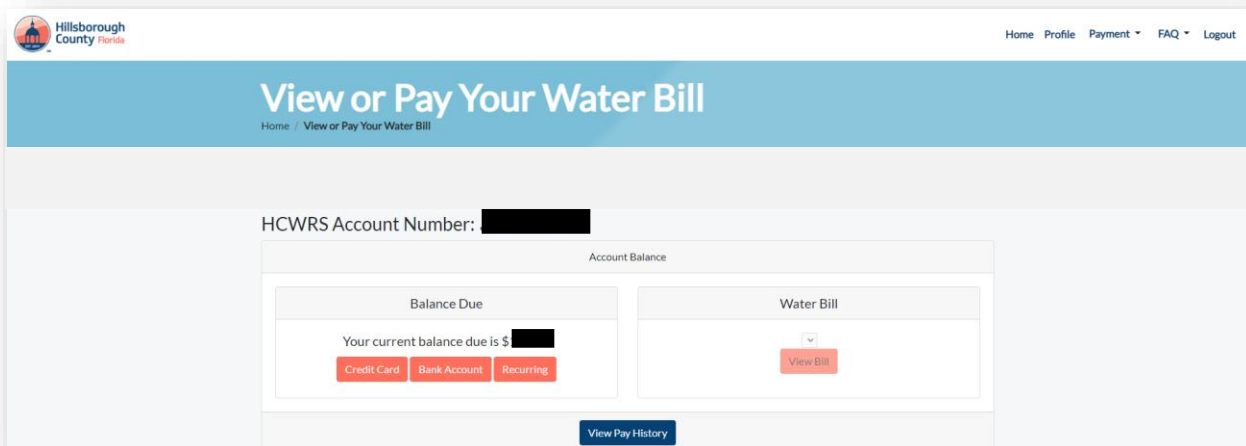 Hillsborough
County Florida
Home Profile Payment FAQ Logout
View or Pay Your Water Bill
Home / View or Pay Your Water Bill
HCWRS Account Number:
Account Balance
Balance Due
Water Bill
Your current balance due is $
Credit Card Bank Account Recurring
View Bill
View Pay History